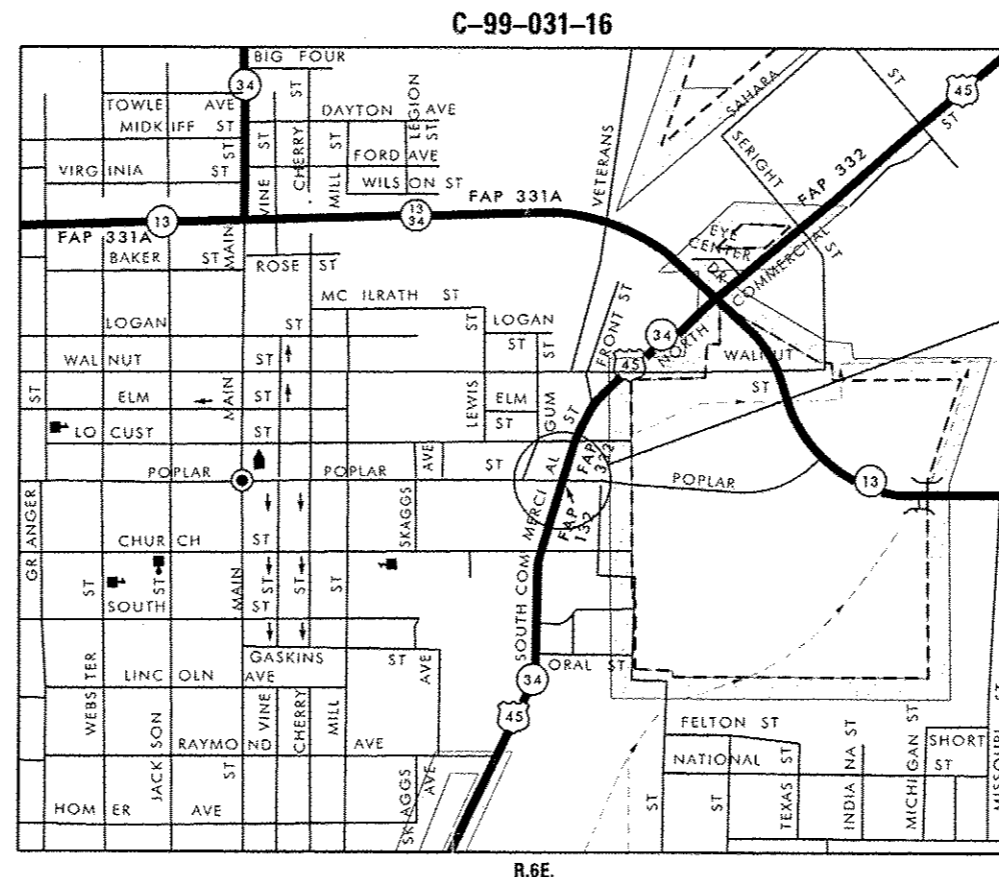 C-99-031-16
BIG FOUR
34
TOWLE AVE
MIDKIFF ST
VIRGINIA ST
ST
VINE ST
CHERRY ST
DAYTON AVE
LEGION ST
MILL ST
FORD AVE
WILSON ST
VETERANS
SAHARA
ST
45
ST
SERIGHT
ST
FAP 332
FAP 331A
13
13 34
FAP 331A
EYE CENTER DR
NORTH COMMERCIAL
MAIN
BAKER ST
ROSE ST
MC ILRATH ST
LOGAN ST
LEWIS ST
LOGAN ST
GUM ST
FRONT ST
34
45
WALNUT ST
WALNUT ST
ELM ST
MAIN
ELM ST
LOCUST ST
ST
POPLAR
POPLAR ST
SKAGGS AVE
FAP 332
FAP 132
POPLAR
13
GRANGER
CHURCH ST
SOUTH COMMERCIAL ST
WEBSTER ST
SOUTH ST
ST
MAIN ST
ST
ST
MILL ST
GASKINS ST
ORAL ST
34
45
LINCOLN AVE
JACKSON ST
VINE
CHERRY
MILL
RAYMOND AVE
SKAGGS AVE
AVE
HOMER AVE
FELTON ST
NATIONAL
ST
ST
TEXAS ST
INDIANA ST
MICHIGAN ST
SHORT ST
MISSOURI ST
R.6E.